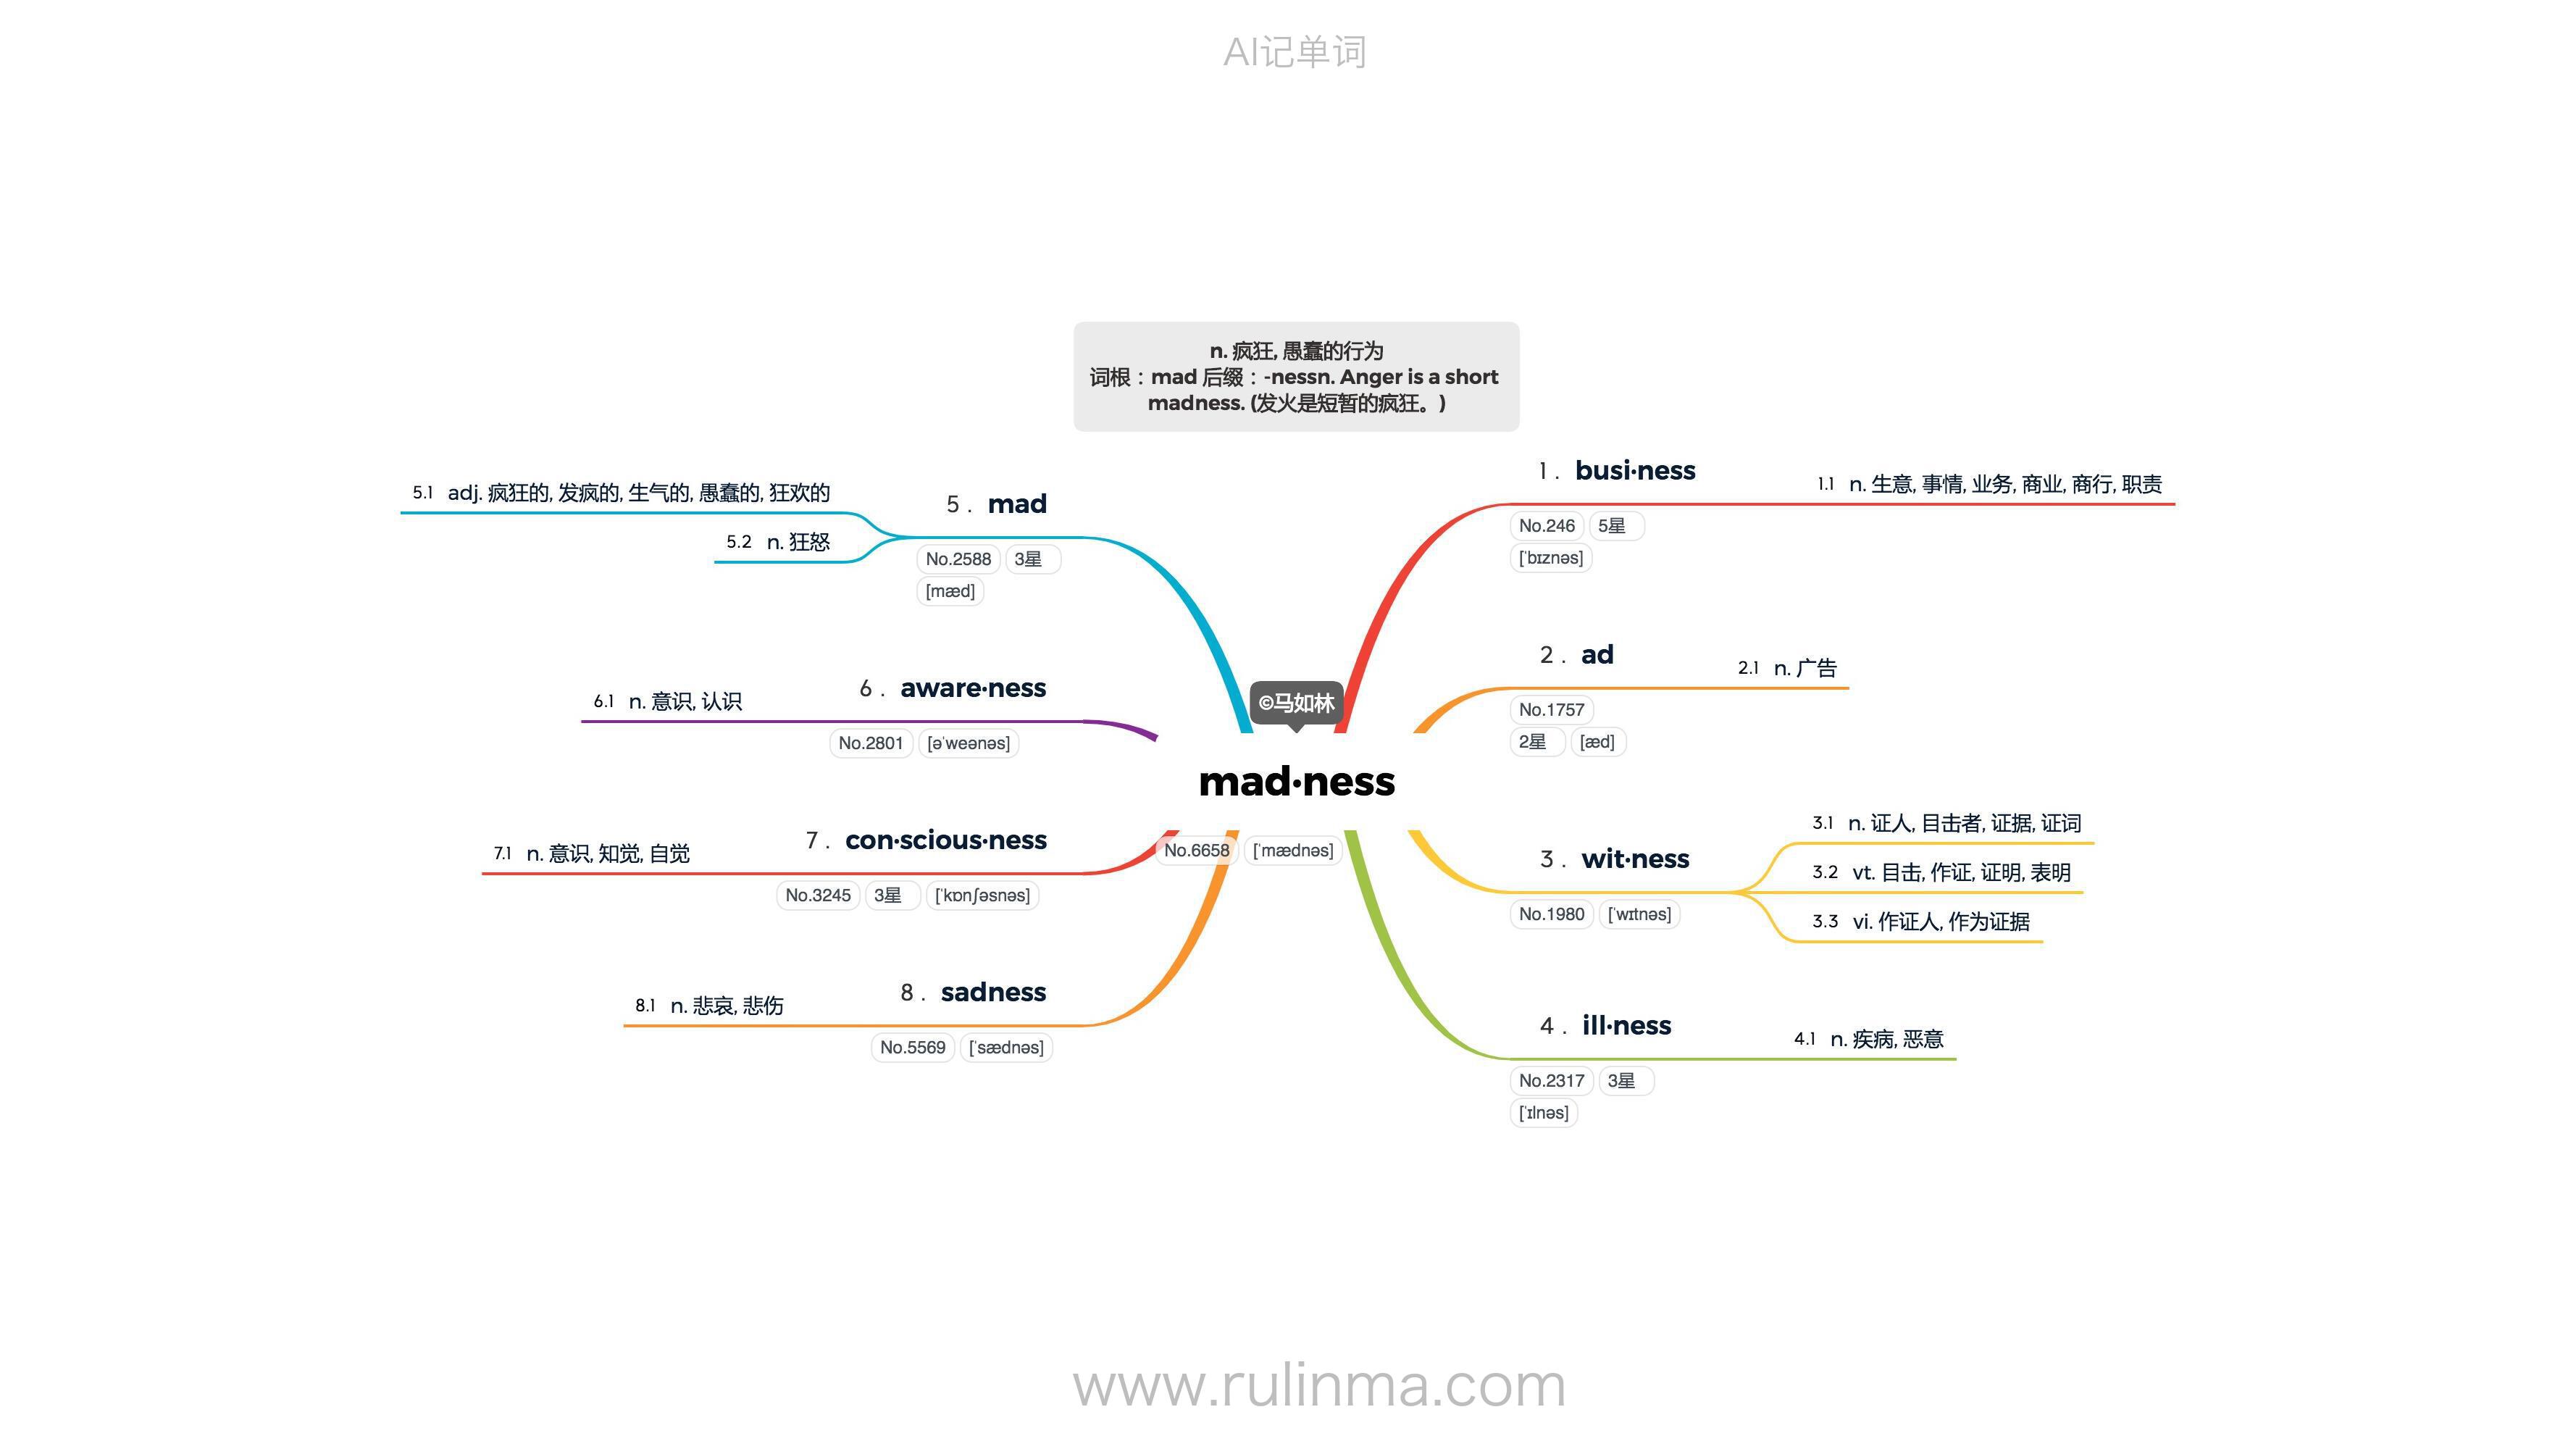 AI记单词
n. 疯狂, 愚蠢的行为
词根：mad 后缀：-nessn. Anger is a short
madness. (发火是短暂的疯狂。)
©马如林
mad·ness
No.6658 [ˈmædnəs]
1 . busi·ness
No.246 5星
[ˈbɪznəs]
1.1 n. 生意, 事情, 业务, 商业, 商行, 职责
2 . ad
No.1757
2星 [æd]
2.1 n. 广告
3 . wit·ness
No.1980 [ˈwɪtnəs]
3.1 n. 证人, 目击者, 证据, 证词
3.2 vt. 目击, 作证, 证明, 表明
3.3 vi. 作证人, 作为证据
4 . ill·ness
No.2317 3星
[ˈɪlnəs]
4.1 n. 疾病, 恶意
5 . mad
No.2588 3星
[mæd]
5.1 adj. 疯狂的, 发疯的, 生气的, 愚蠢的, 狂欢的
5.2 n. 狂怒
6 . aware·ness
No.2801 [əˈweənəs]
6.1 n. 意识, 认识
7 . con·scious·ness
No.3245 3星 [ˈkɒnʃəsnəs]
7.1 n. 意识, 知觉, 自觉
8 . sadness
No.5569 [ˈsædnəs]
8.1 n. 悲哀, 悲伤
www.rulinma.com